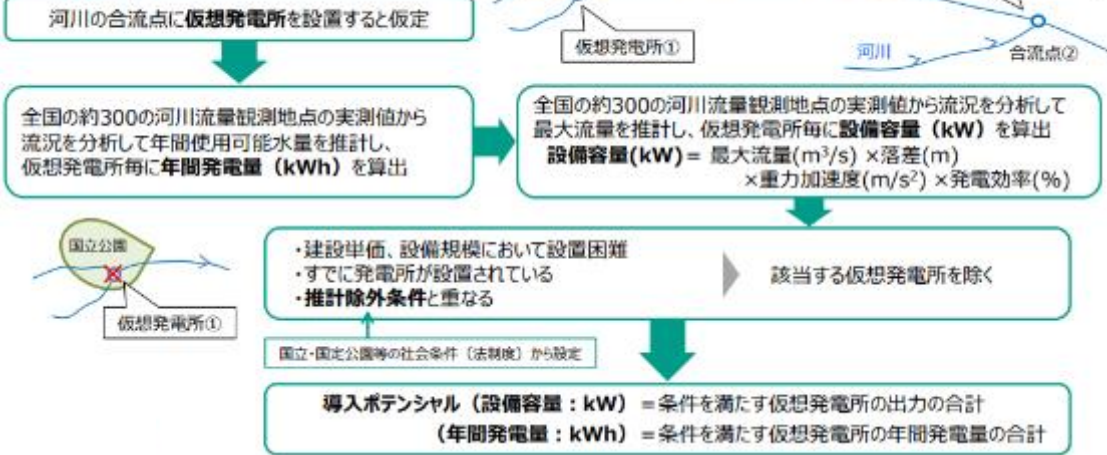 河川の合流点に仮想発電所を設置すると仮定
仮想発電所①
河川
合流点②
全国の約300の河川流量観測地点の実測値から
流況を分析して年間使用可能水量を推計し、
仮想発電所毎に年間発電量（kWh）を算出
全国の約300の河川流量観測地点の実測値から流況を分析して
最大流量を推計し、仮想発電所毎に設備容量（kW）を算出
設備容量(kW)= 最大流量(m³/s) ×落差(m)
×重力加速度(m/s²) ×発電効率(%)
国立公園
仮想発電所①
・建設単価、設備規模において設置困難
・すでに発電所が設置されている
・推計除外条件と重なる
該当する仮想発電所を除く
国立・国定公園等の社会条件（法制度）から設定
導入ポテンシャル（設備容量：kW）＝条件を満たす仮想発電所の出力の合計
（年間発電量：kWh）＝条件を満たす仮想発電所の年間発電量の合計